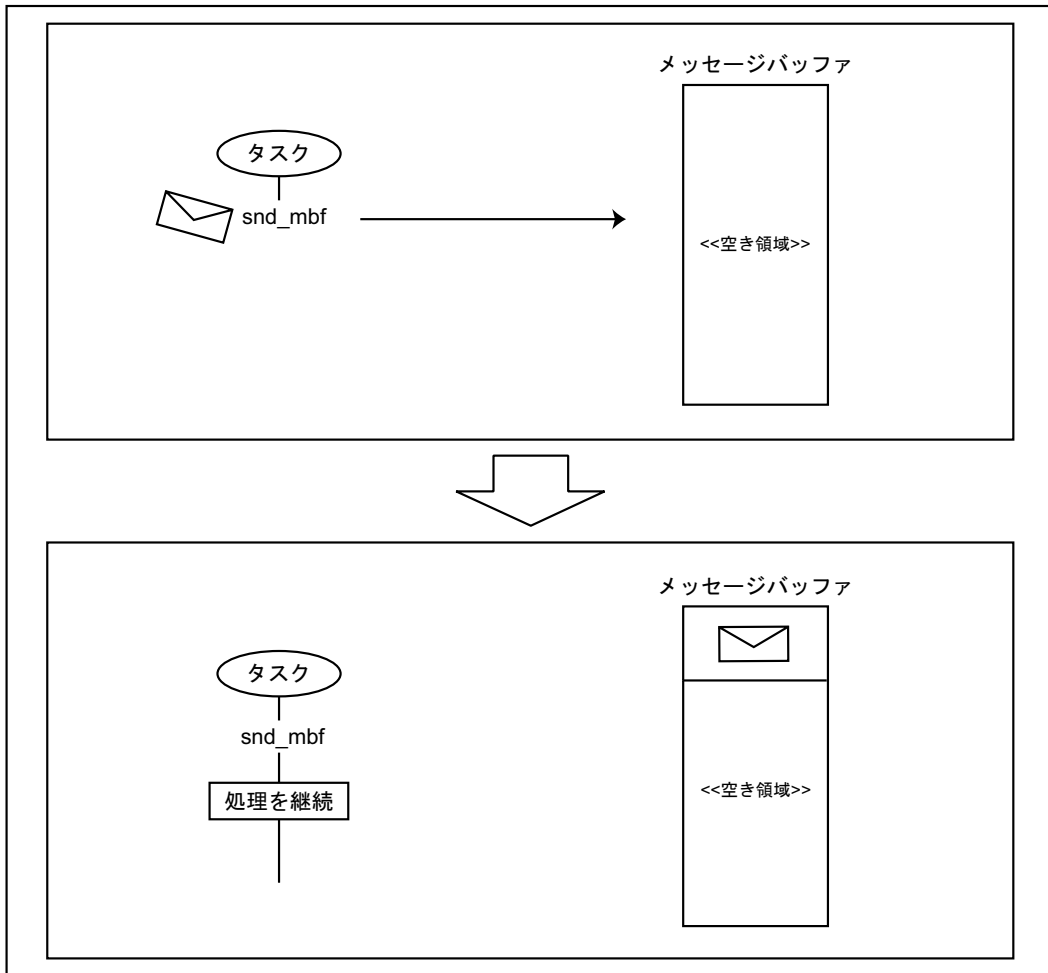 メッセージバッファ
タスク
snd_mbf
<<空き領域>>
メッセージバッファ
タスク
snd_mbf
処理を継続
<<空き領域>>